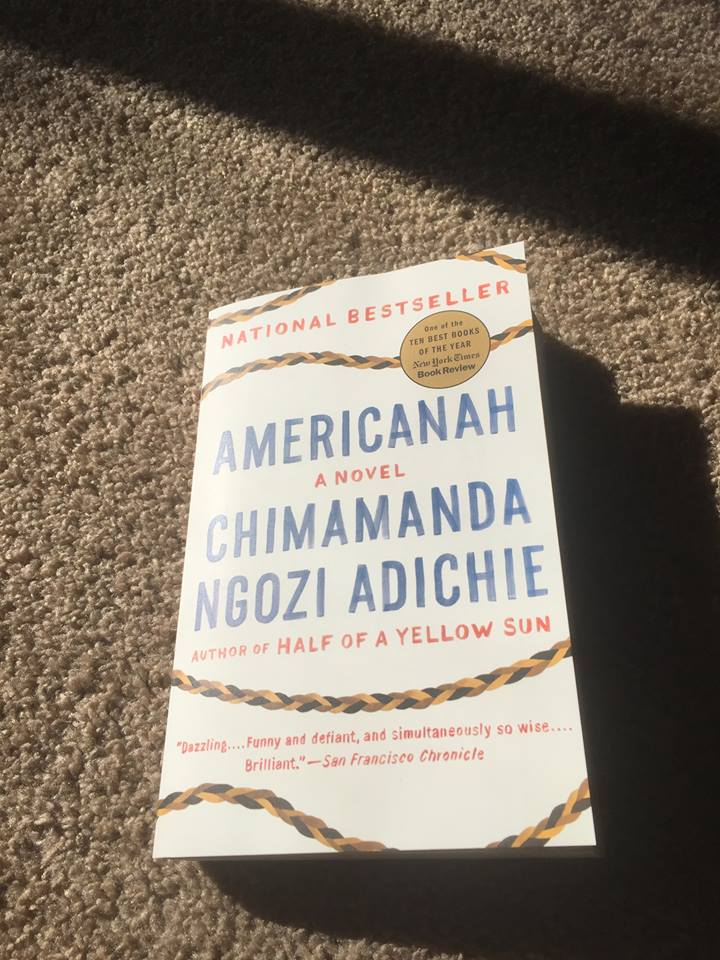 NATIONAL BESTSELLER
One of the
TEN BEST BOOKS
OF THE YEAR
New York Times
Book Review
AMERICANAH
A NOVEL
CHIMAMANDA
NGOZI ADICHIE
AUTHOR OF HALF OF A YELLOW SUN
"Dazzling....Funny and defiant, and simultaneously so wise....
Brilliant."—San Francisco Chronicle